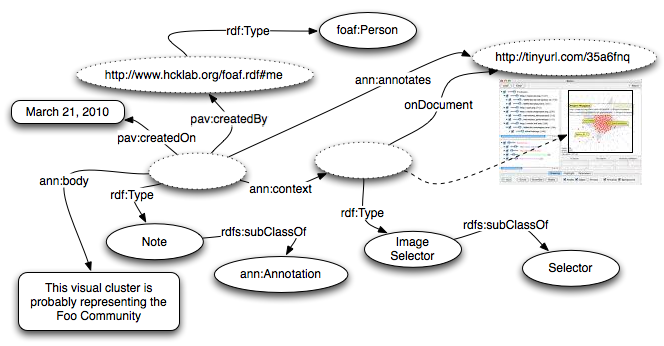 rdf:Type
foaf:Person
http://tinyurl.com/35a6fnq
http://www.hcklab.org/foaf.rdf#me
ann:annotates
onDocument
March 21, 2010
pav:createdBy
pav:createdOn
ann:body
rdf:Type
ann:context
rdf:Type
Note
rdfs:subClassOf
Image
Selector
rdfs:subClassOf
ann:Annotation
Selector
This visual cluster is
probably representing the
Foo Community